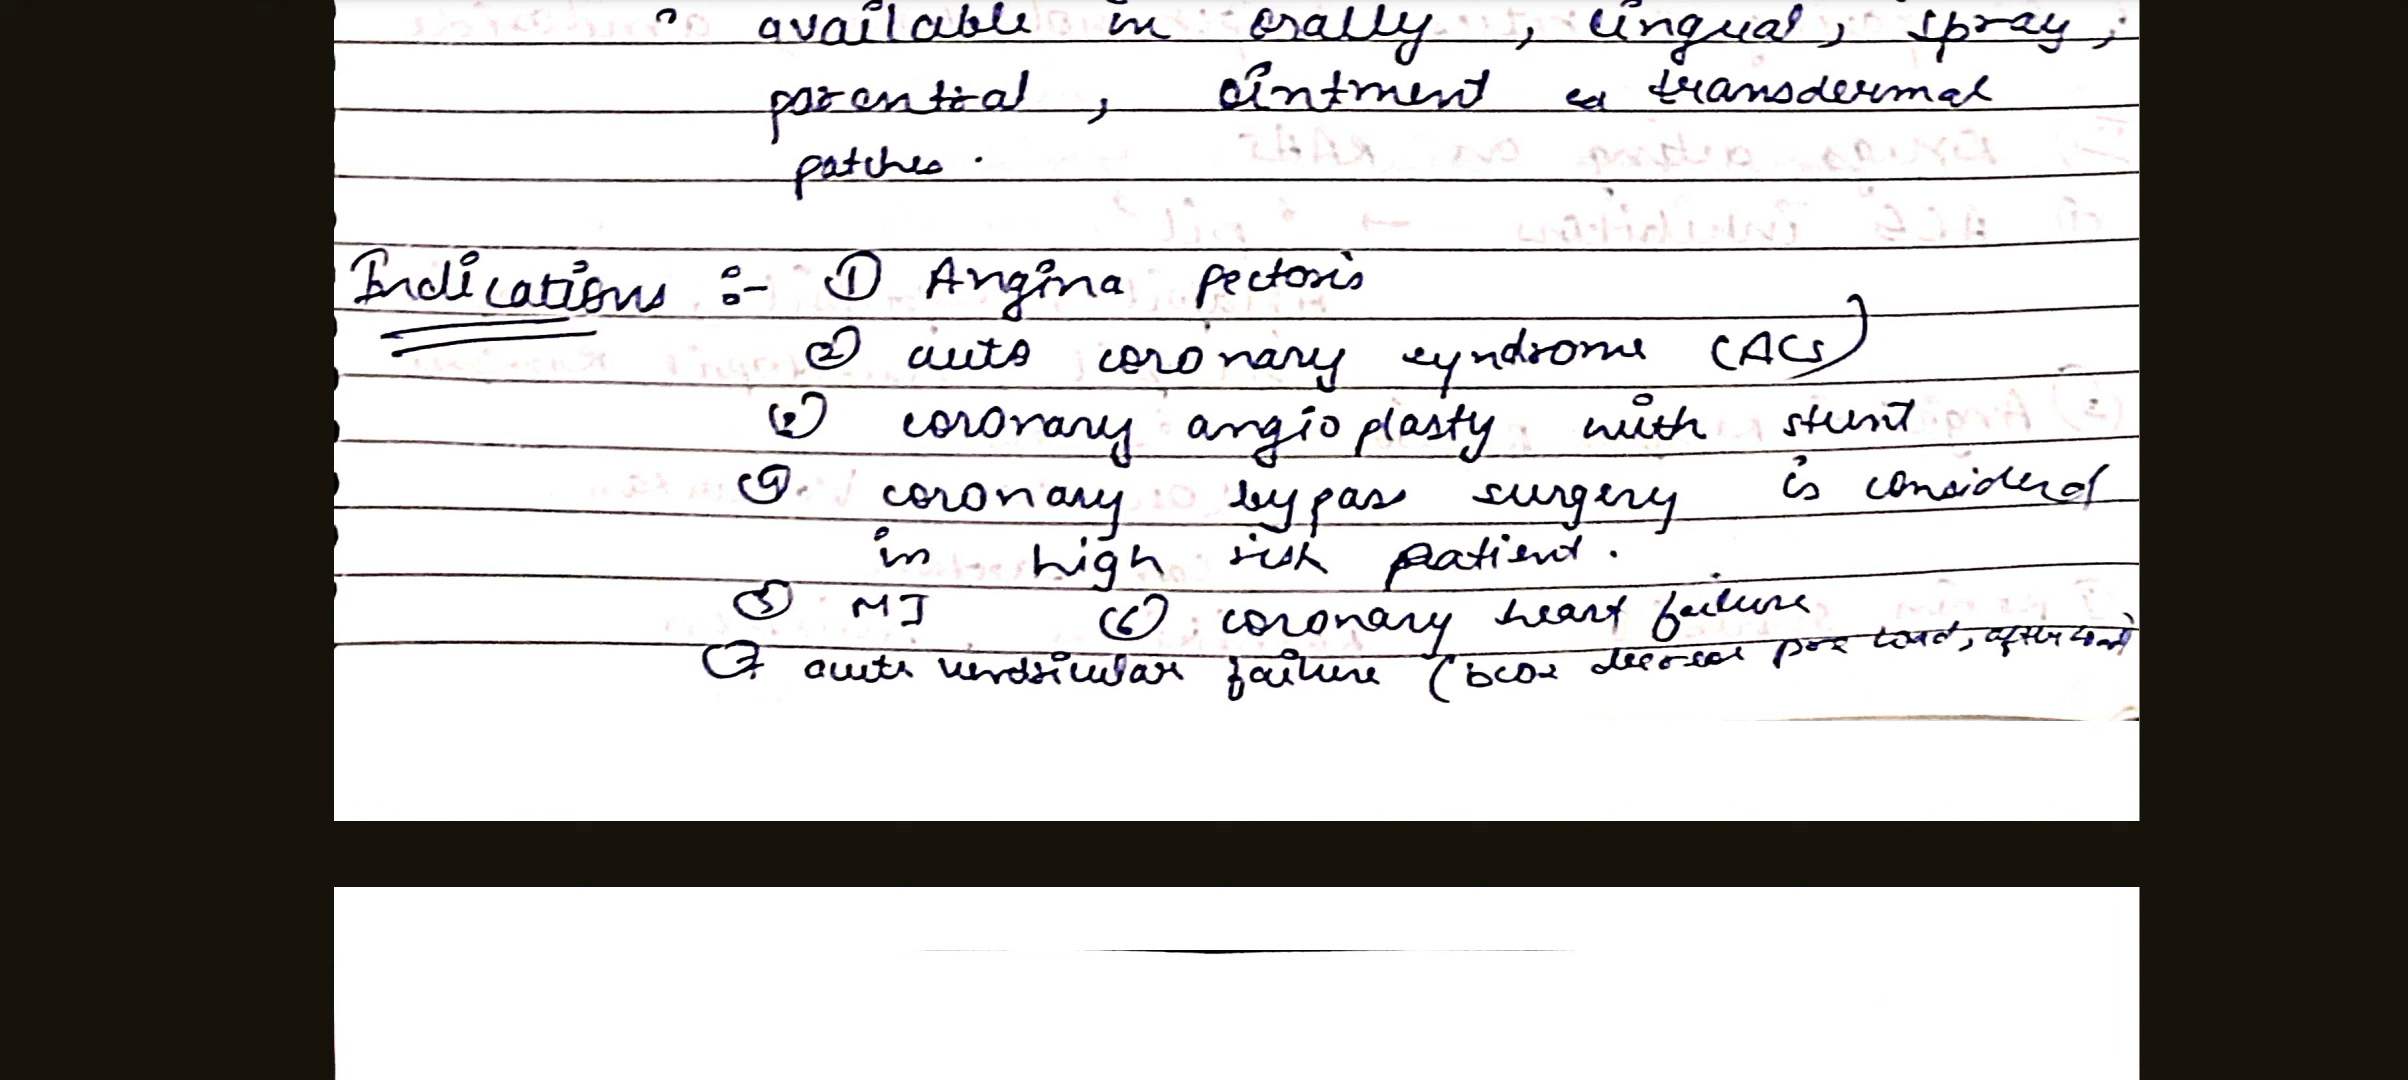 available in orally, lingual, spray,
parentral, ointment & transdermal
patches.
Indications :- ① Angina pectoris
② acute coronary syndrome (ACS)
③ coronary angioplasty with stunt
④ coronary bypass surgery is considered
in high risk patient.
⑤ MI ⑥ coronary heart failure
⑦ acute ventricular failure (bcoz decrease pre load, after load)